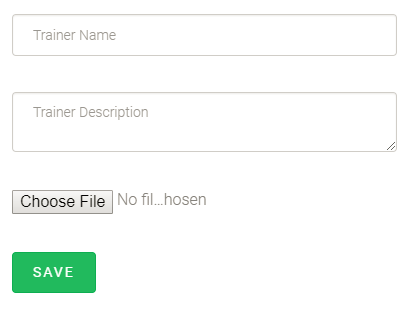 Trainer Name
Trainer Description
Choose File No fil...hosen
SAVE